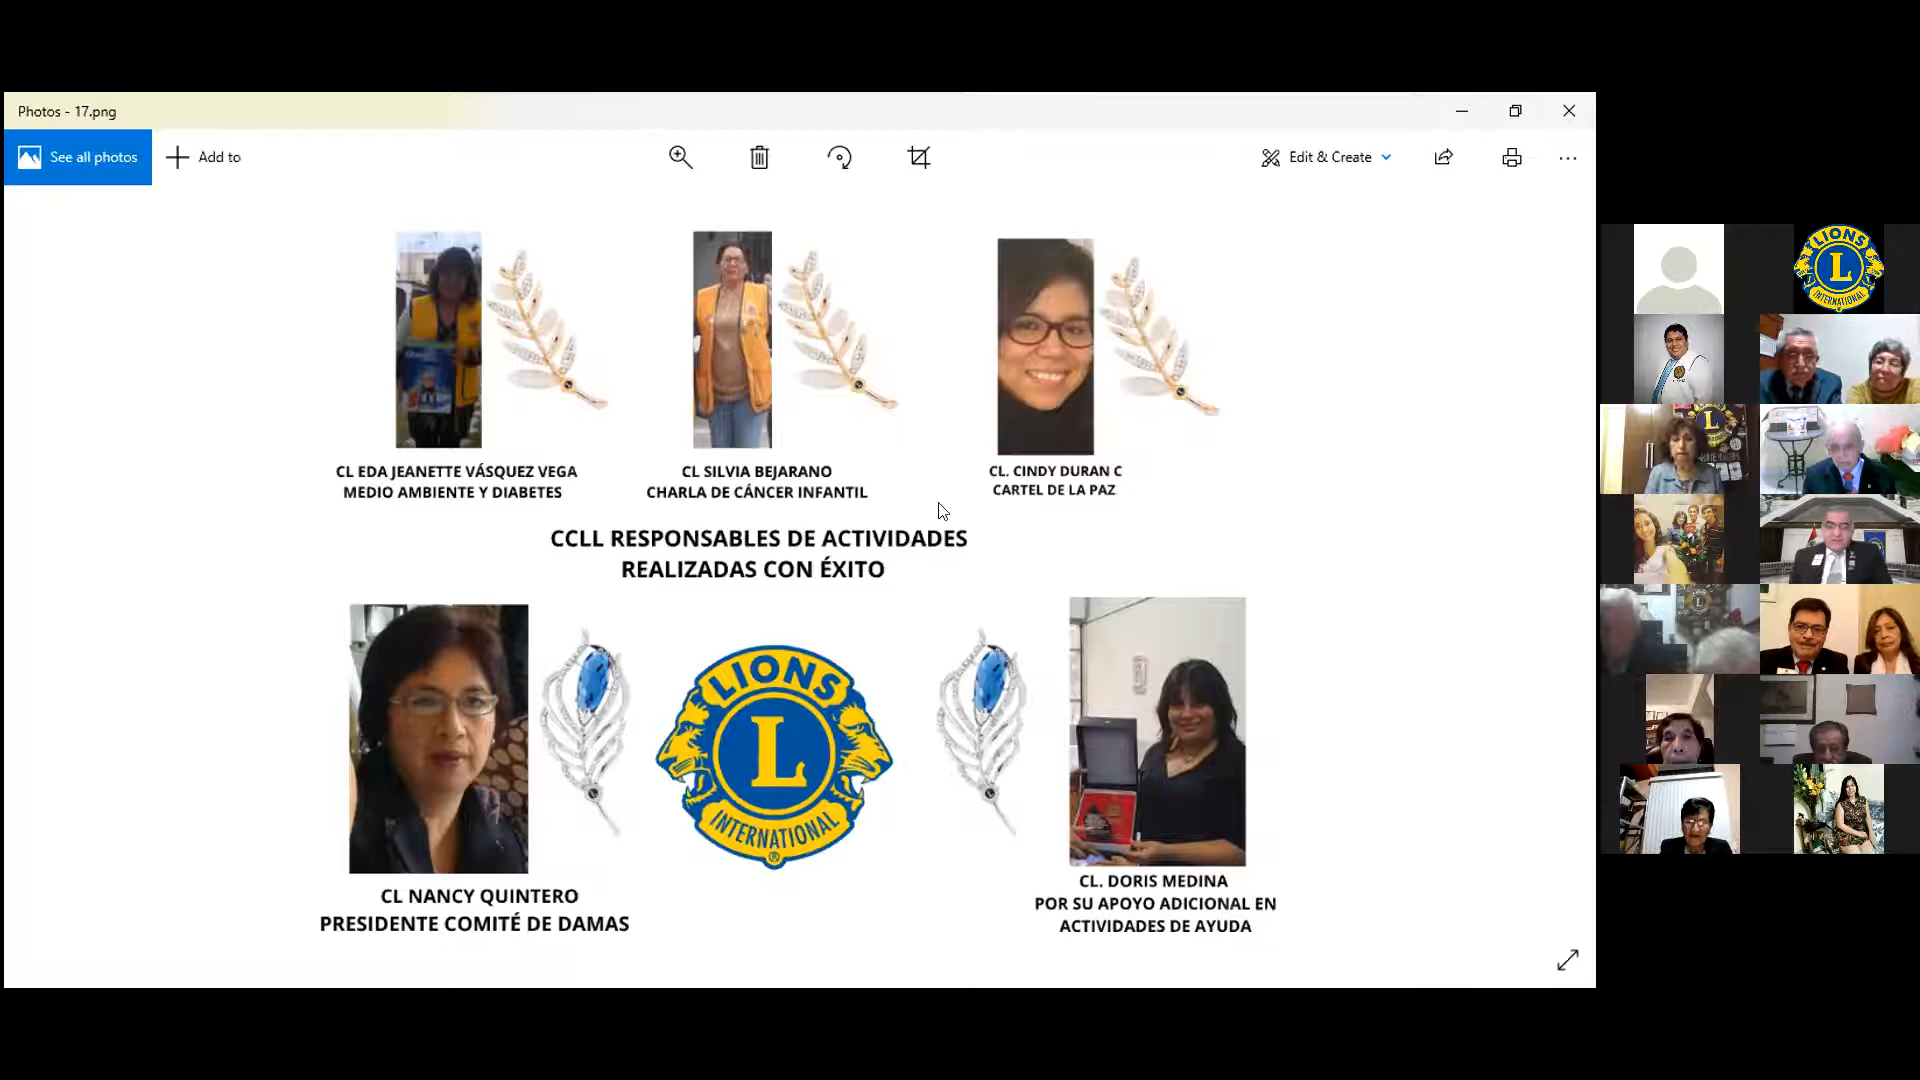 Photos - 17.png
See all photos
Add to
Edit & Create
CL EDA JEANETTE VÁSQUEZ VEGA
MEDIO AMBIENTE Y DIABETES
CL SILVIA BEJARANO
CHARLA DE CÁNCER INFANTIL
CL. CINDY DURAN C
CARTEL DE LA PAZ
CCLL RESPONSABLES DE ACTIVIDADES
REALIZADAS CON ÉXITO
LIONS
L
INTERNATIONAL
®
CL NANCY QUINTERO
PRESIDENTE COMITÉ DE DAMAS
CL. DORIS MEDINA
POR SU APOYO ADICIONAL EN
ACTIVIDADES DE AYUDA
LIONS
L
INTERNATIONAL
L